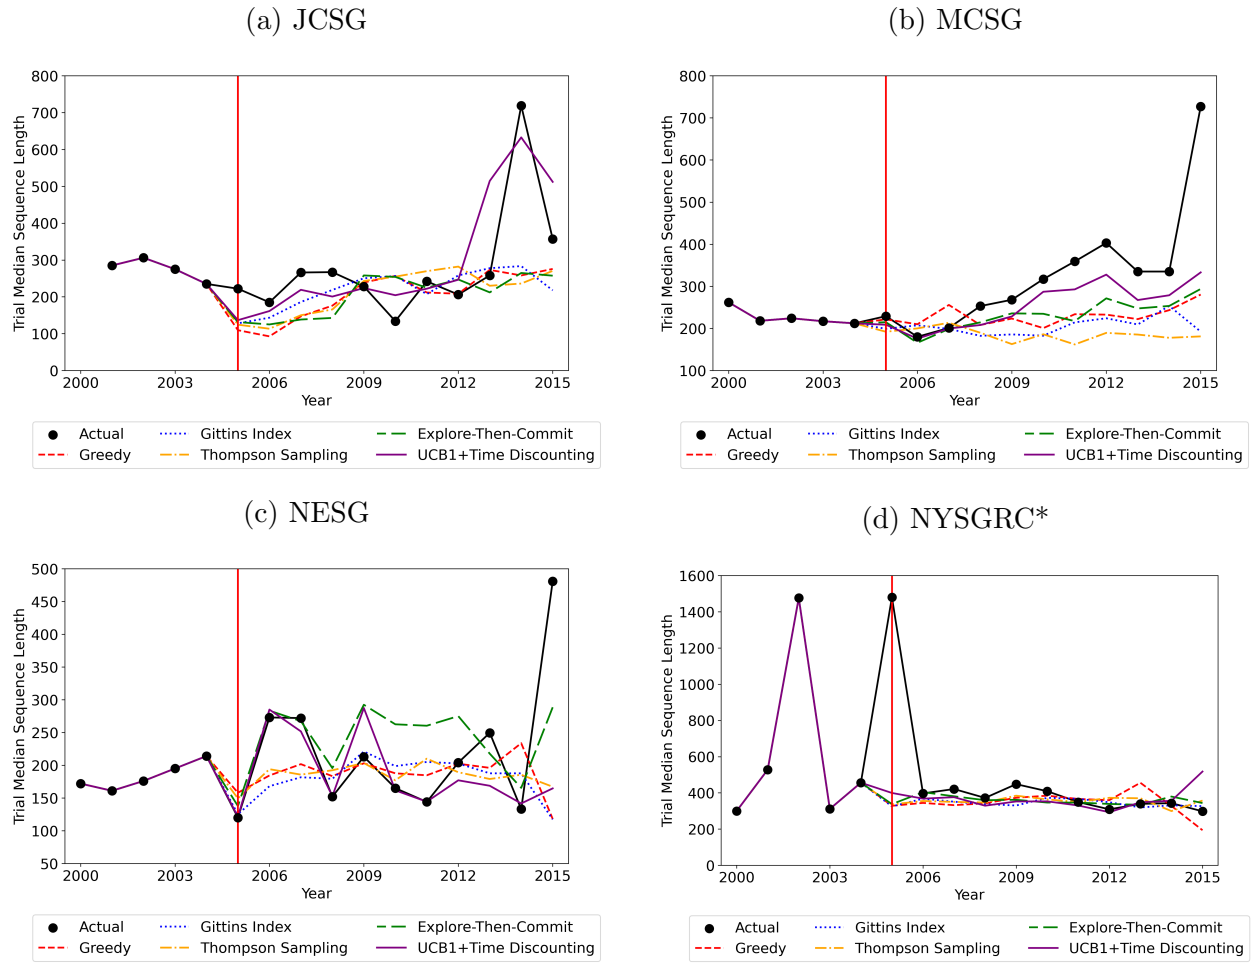 (a) JCSG
800
700
600
500
400
300
200
100
0
Trial Median Sequence Length
2000 2003 2006 2009 2012 2015
Year
Actual Gittins Index Explore-Then-Commit
Greedy Thompson Sampling UCB1+Time Discounting
(b) MCSG
800
700
600
500
400
300
200
100
Trial Median Sequence Length
2000 2003 2006 2009 2012 2015
Year
Actual Gittins Index Explore-Then-Commit
Greedy Thompson Sampling UCB1+Time Discounting
(c) NESG
500
450
400
350
300
250
200
150
100
50
Trial Median Sequence Length
2000 2003 2006 2009 2012 2015
Year
Actual Gittins Index Explore-Then-Commit
Greedy Thompson Sampling UCB1+Time Discounting
(d) NYSGRC*
1600
1400
1200
1000
800
600
400
200
0
Trial Median Sequence Length
2000 2003 2006 2009 2012 2015
Year
Actual Gittins Index Explore-Then-Commit
Greedy Thompson Sampling UCB1+Time Discounting